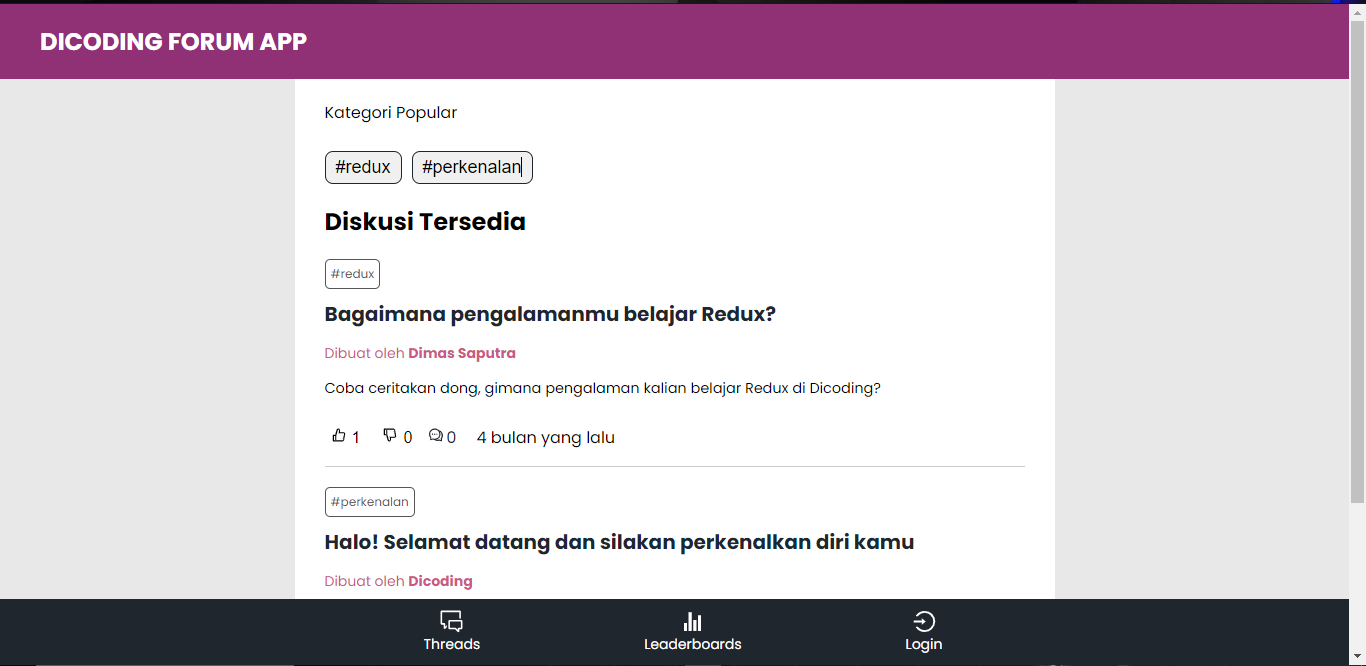 DICODING FORUM APP
Kategori Popular
#redux #perkenalan
Diskusi Tersedia
#redux
Bagaimana pengalamanmu belajar Redux?
Dibuat oleh Dimas Saputra
Coba ceritakan dong, gimana pengalaman kalian belajar Redux di Dicoding?
1 0 0 4 bulan yang lalu
#perkenalan
Halo! Selamat datang dan silakan perkenalkan diri kamu
Dibuat oleh Dicoding
Threads Leaderboards Login